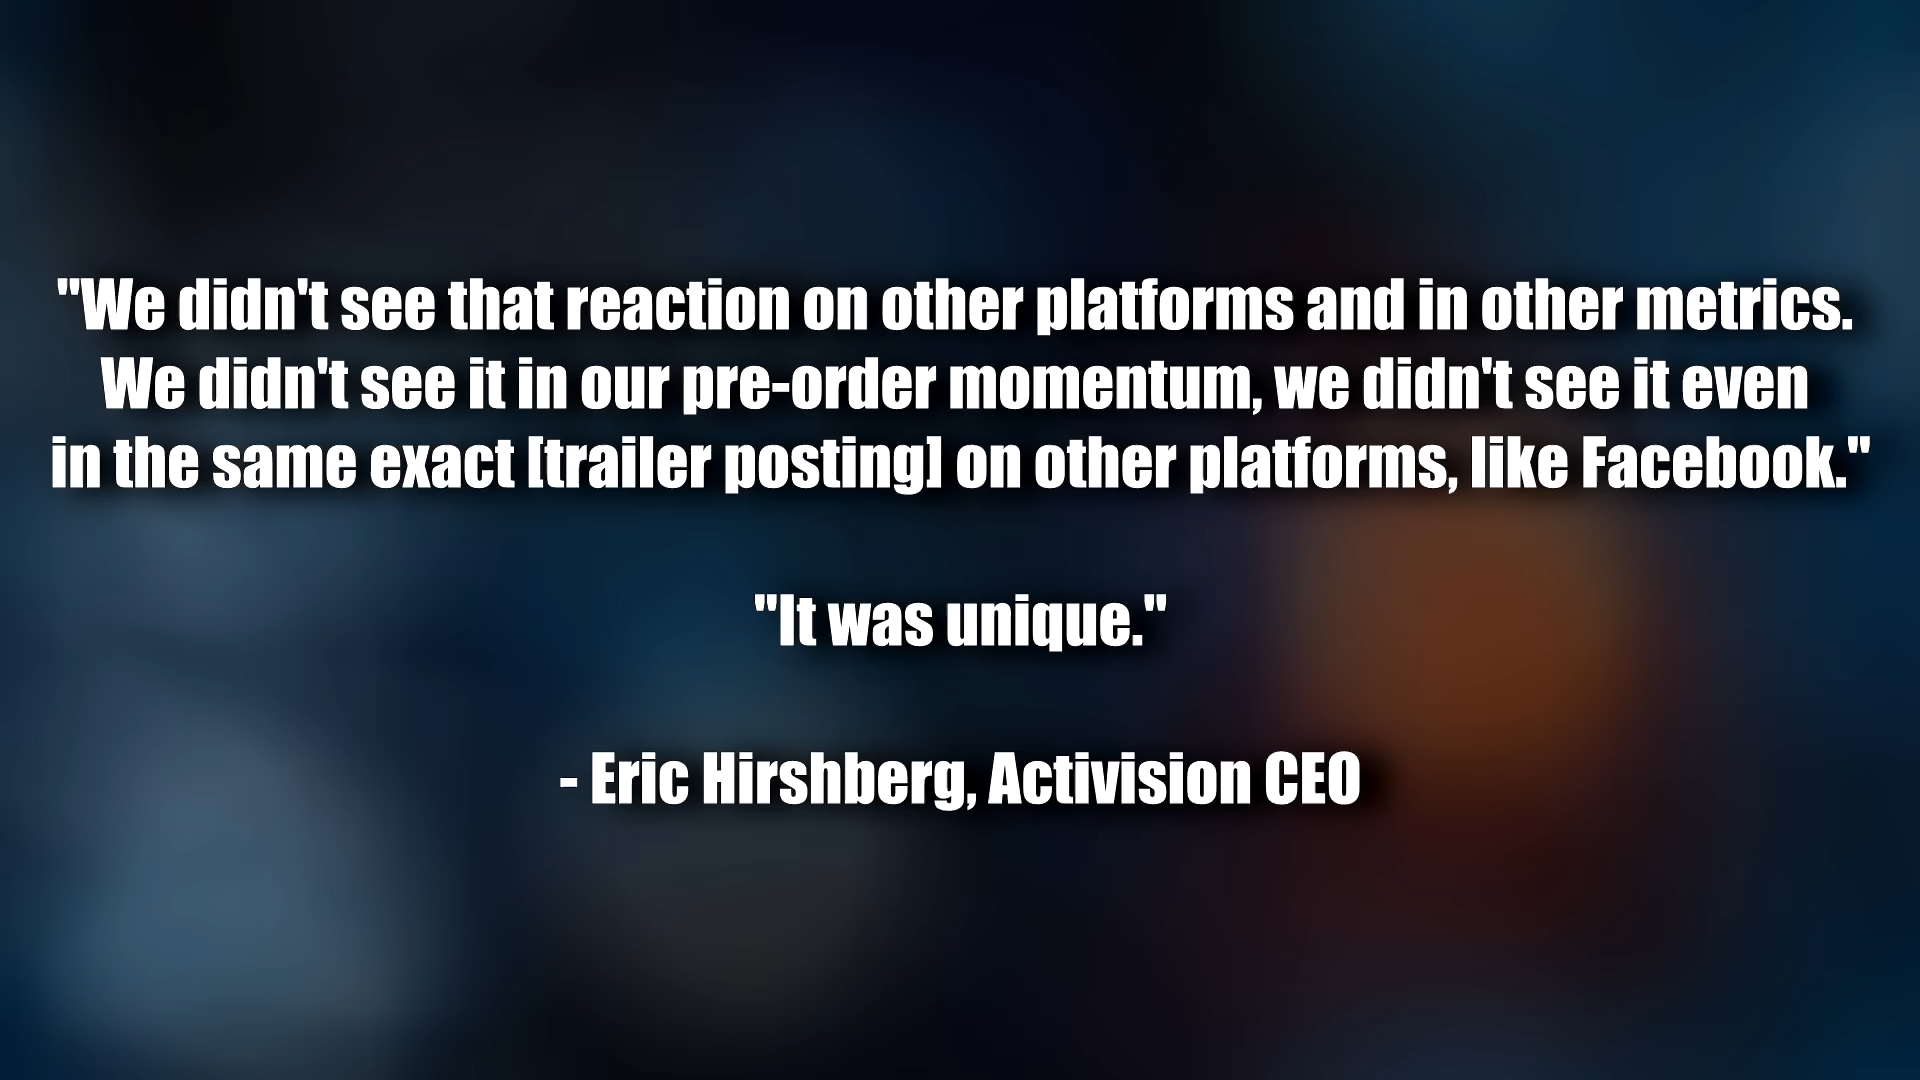 "We didn't see that reaction on other platforms and in other metrics.
We didn't see it in our pre-order momentum, we didn't see it even
in the same exact [trailer posting] on other platforms, like Facebook."
"It was unique."
- Eric Hirshberg, Activision CEO